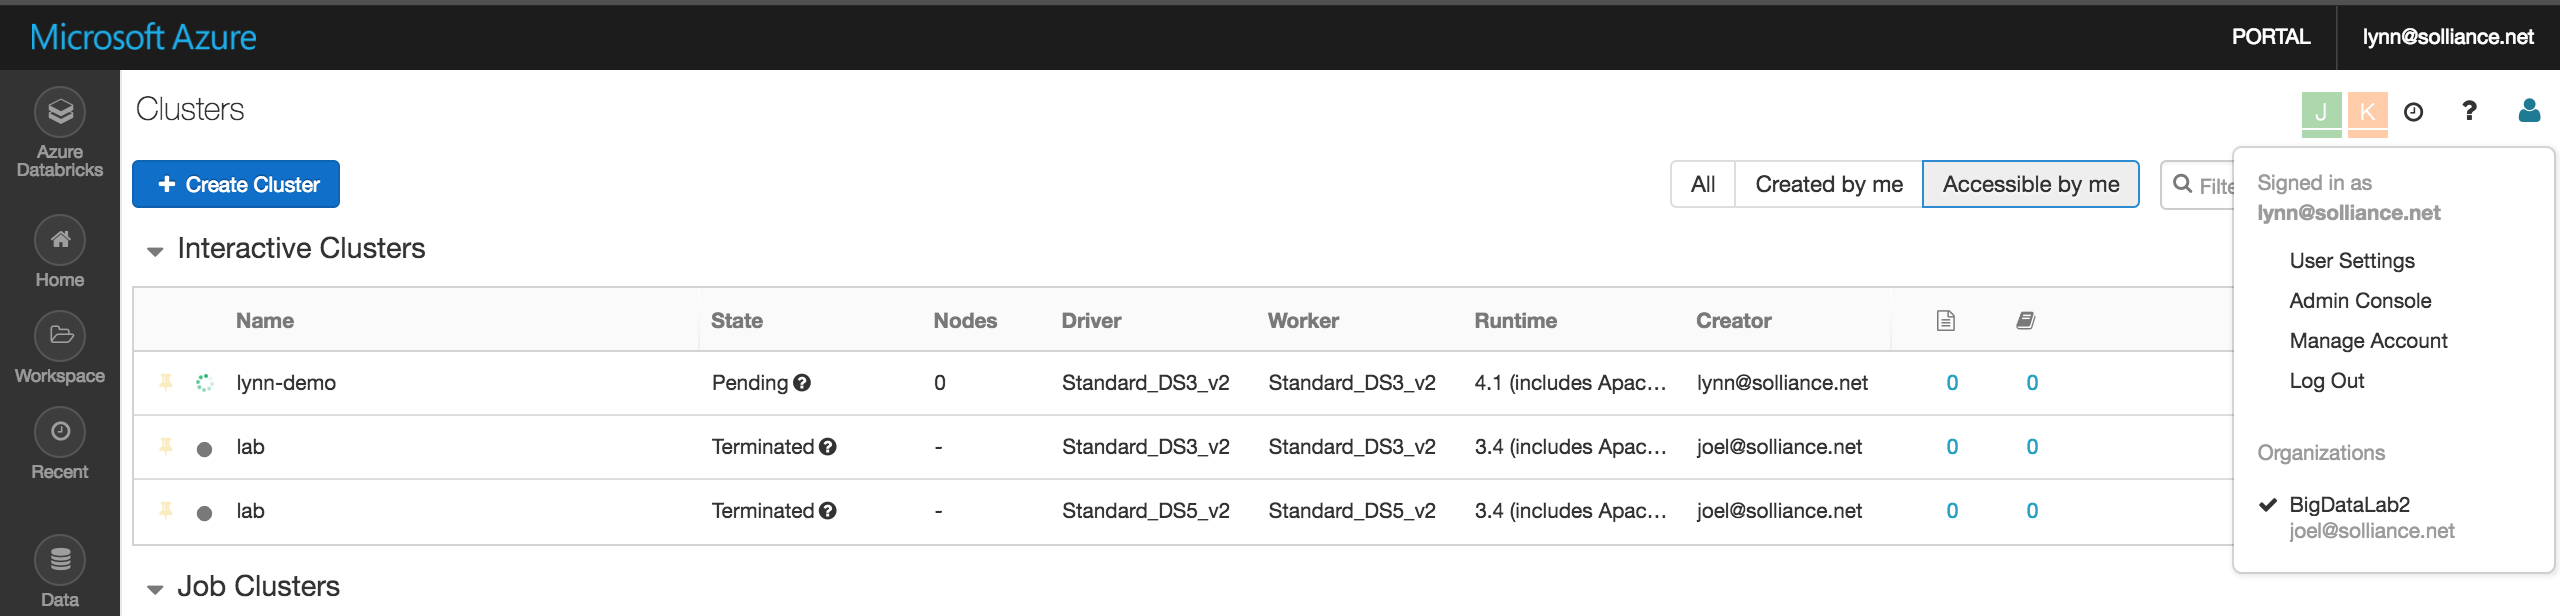 Microsoft Azure
PORTAL
lynn@solliance.net
Azure
Databricks
Home
Workspace
Recent
Data
Clusters
J
K
?
Create Cluster
All
Created by me
Accessible by me
Filte
Interactive Clusters
Name State Nodes Driver Worker Runtime Creator
lynn-demo Pending 0 Standard_DS3_v2 Standard_DS3_v2 4.1 (includes Apac... lynn@solliance.net 0 0
lab Terminated - Standard_DS3_v2 Standard_DS3_v2 3.4 (includes Apac... joel@solliance.net 0 0
lab Terminated - Standard_DS5_v2 Standard_DS5_v2 3.4 (includes Apac... joel@solliance.net 0 0
Job Clusters
Signed in as
lynn@solliance.net
User Settings
Admin Console
Manage Account
Log Out
Organizations
BigDataLab2
joel@solliance.net